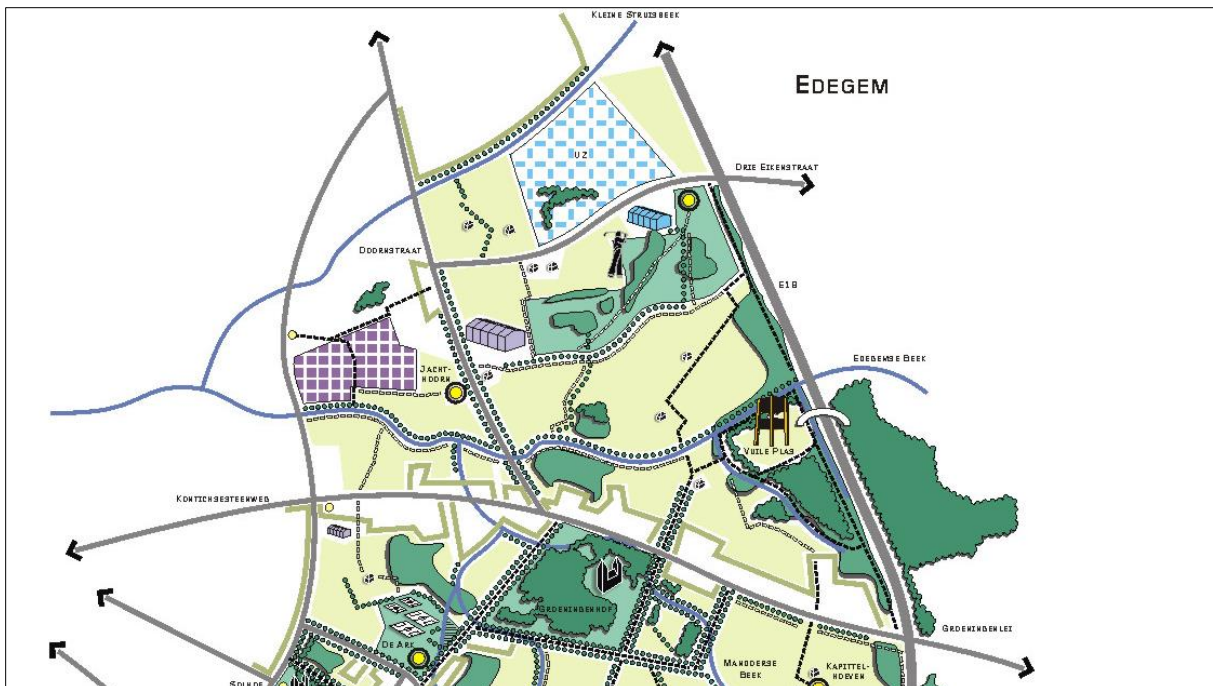 KLEINE STRUISBEEK
EDEGEM
UZ
DRIE EIKENSTRAAT
DOORNSTRAAT
E19
EDEGEMSE BEEK
JACHT-
HOORN
VUILE PLAS
KONTICHSESTEENWEG
GROENINGENHOF
GROENINGENLEI
DE ARK
MANDOERSE
BEEK
KAPITTEL-
HOEVEN